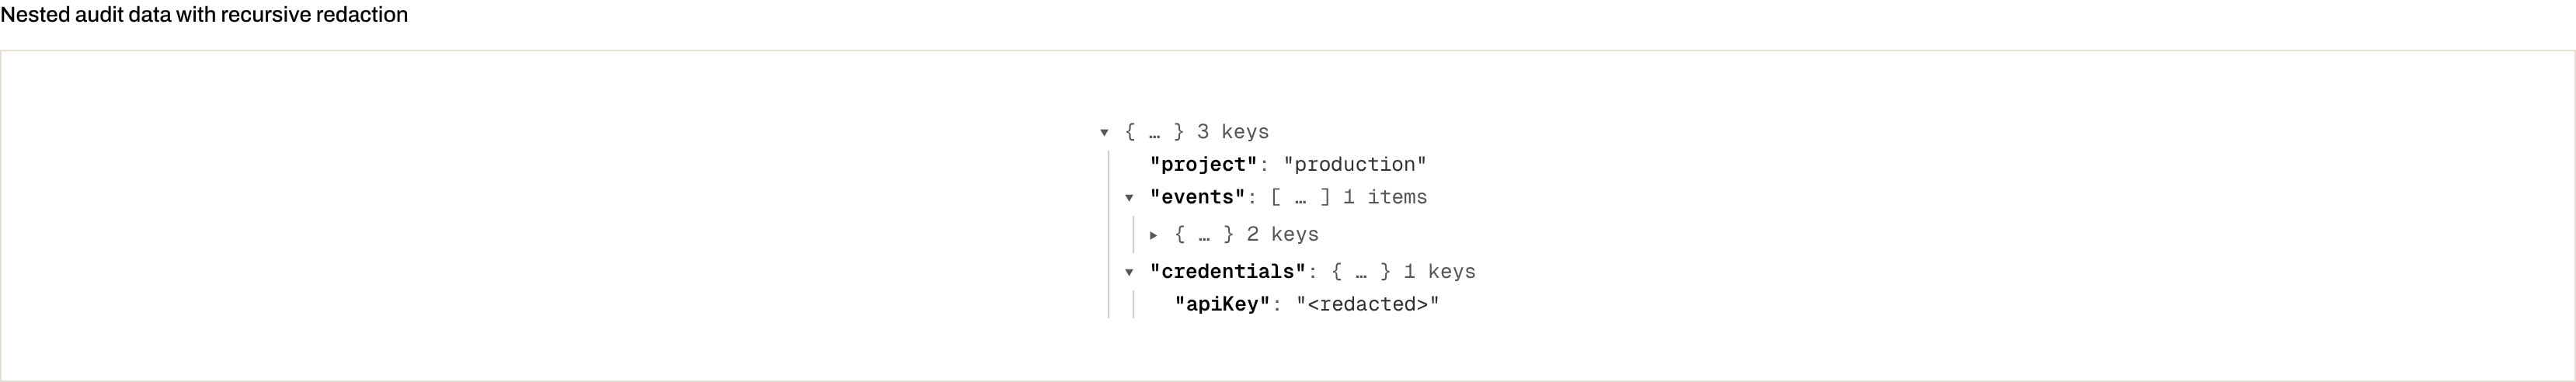 Nested audit data with recursive redaction
▾ { … } 3 keys
"project": "production"
▾ "events": [ … ] 1 items
▸ { … } 2 keys
▾ "credentials": { … } 1 keys
"apiKey": "<redacted>"